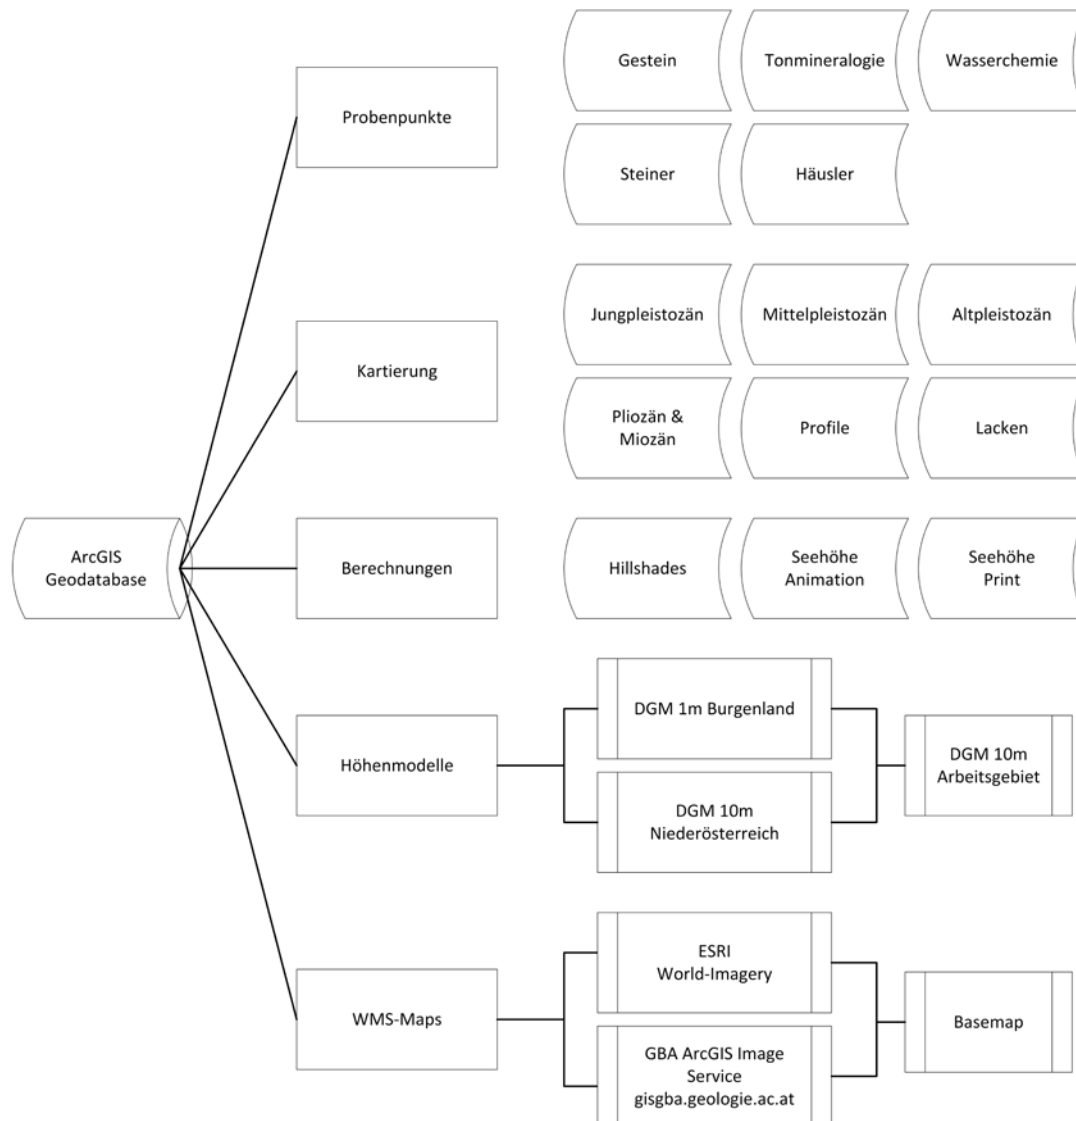 Gestein
Tonmineralogie
Wasserchemie
Probenpunkte
Steiner
Häusler
Jungpleistozän
Mittelpleistozän
Altpleistozän
Kartierung
Pliozän &
Miozän
Profile
Lacken
ArcGIS
Geodatabase
Berechnungen
Hillshades
Seehöhe
Animation
Seehöhe
Print
DGM 1m Burgenland
Höhenmodelle
DGM 10m
Arbeitsgebiet
DGM 10m
Niederösterreich
ESRI
World-Imagery
WMS-Maps
Basemap
GBA ArcGIS Image
Service
gisgba.geologie.ac.at